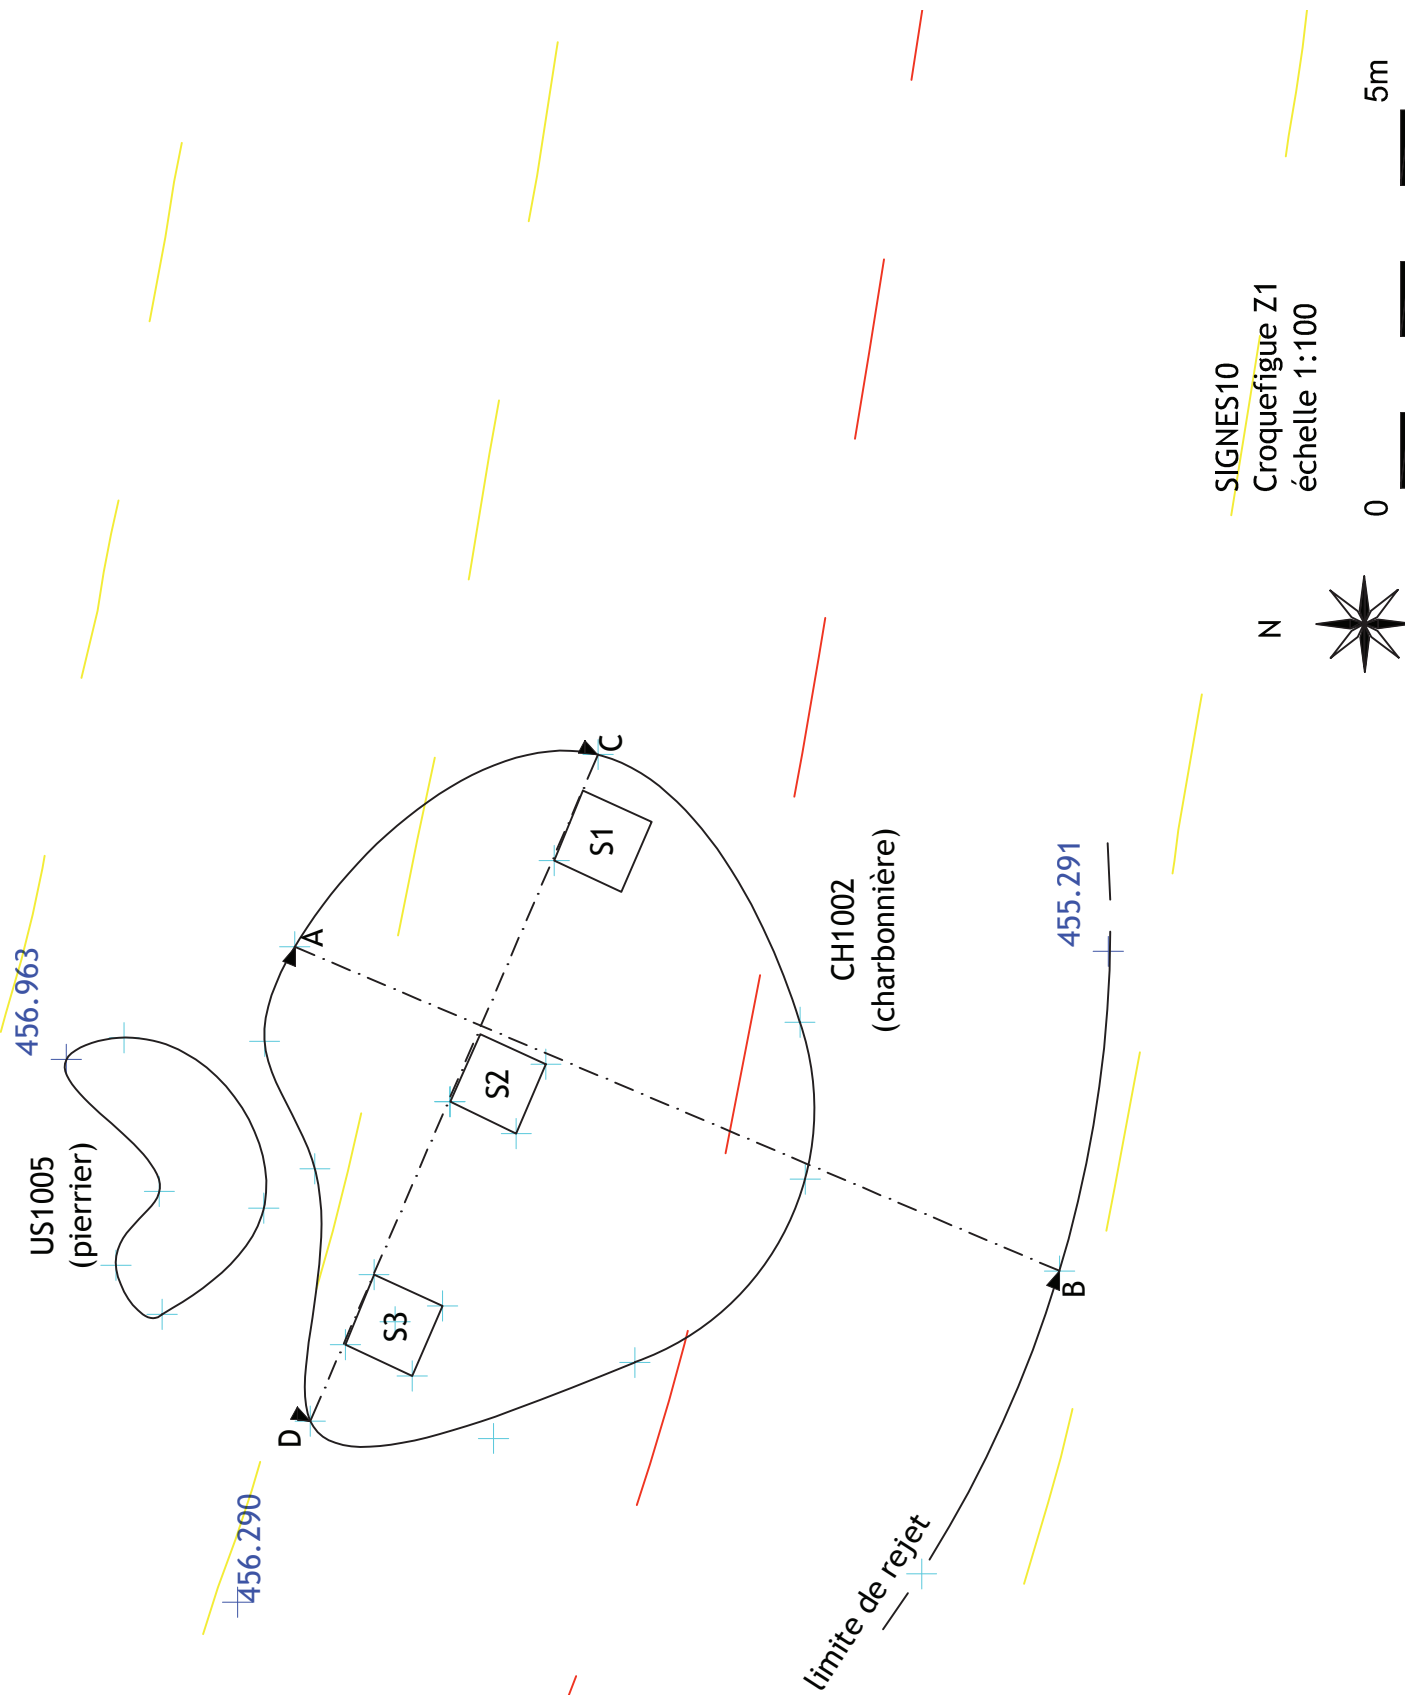 US1005
(pierrier)
456.963
456.290
D
A
C
B
S3
S2
S1
CH1002
(charbonnière)
455.291
limite de rejet
SIGNES10
Croquefigue Z1
échelle 1:100
N
0
5m